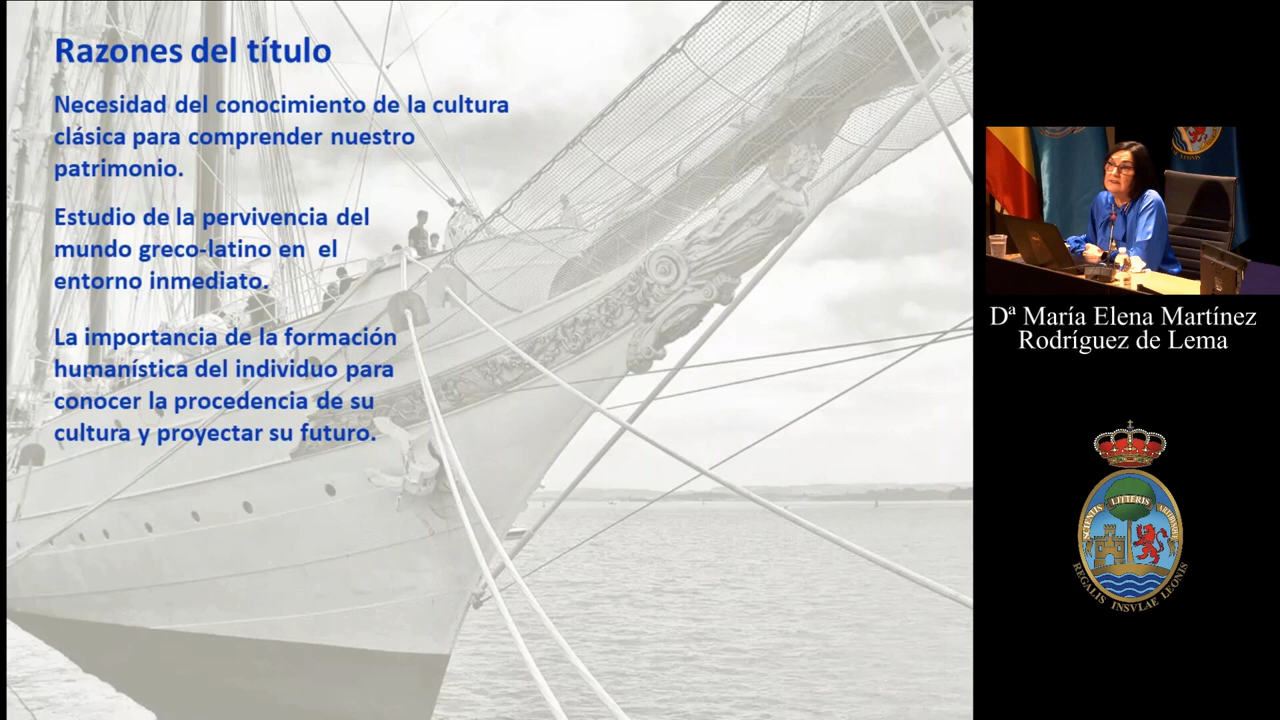 Razones del título
Necesidad del conocimiento de la cultura
clásica para comprender nuestro
patrimonio.
Estudio de la pervivencia del
mundo greco-latino en  el
entorno inmediato.
La importancia de la formación
humanística del individuo para
conocer la procedencia de su
cultura y proyectar su futuro.
Dª María Elena Martínez
Rodríguez de Lema
SCIENTIS LITTERIS ARTIBUSQUE
REGALIS INSVLAE LEONIS